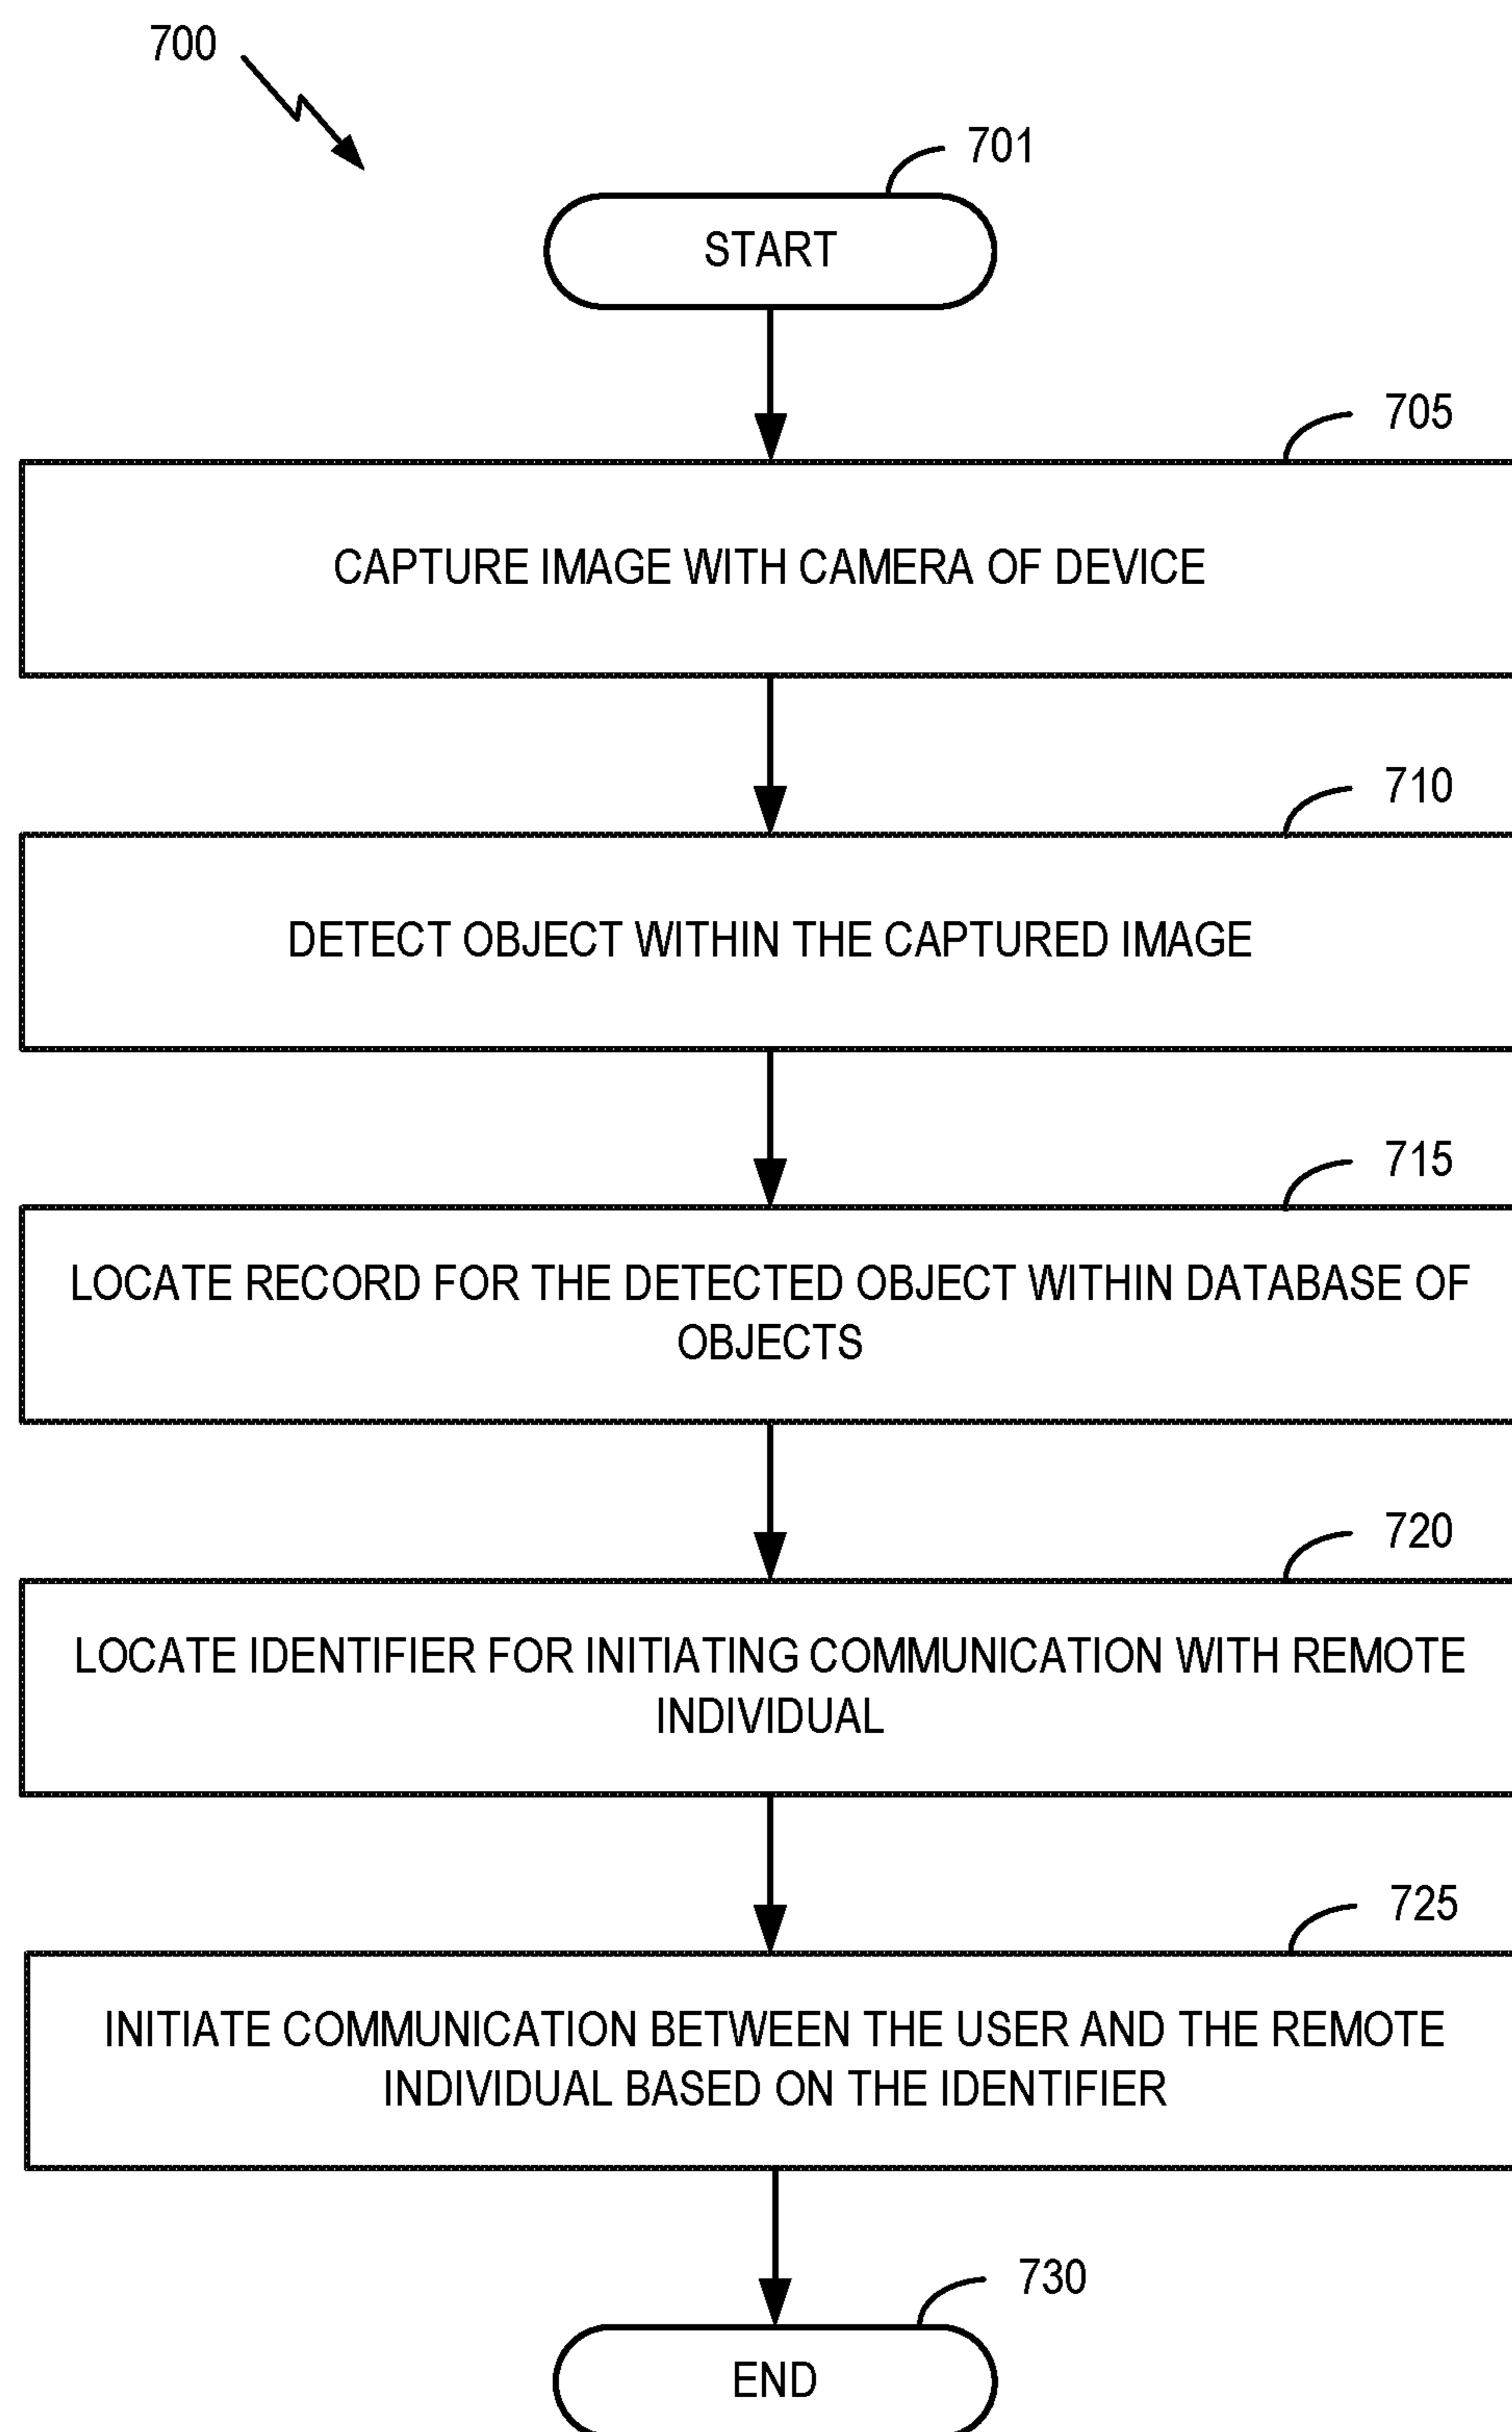 700
701
START
705
CAPTURE IMAGE WITH CAMERA OF DEVICE
710
DETECT OBJECT WITHIN THE CAPTURED IMAGE
715
LOCATE RECORD FOR THE DETECTED OBJECT WITHIN DATABASE OF
OBJECTS
720
LOCATE IDENTIFIER FOR INITIATING COMMUNICATION WITH REMOTE
INDIVIDUAL
725
INITIATE COMMUNICATION BETWEEN THE USER AND THE REMOTE
INDIVIDUAL BASED ON THE IDENTIFIER
730
END